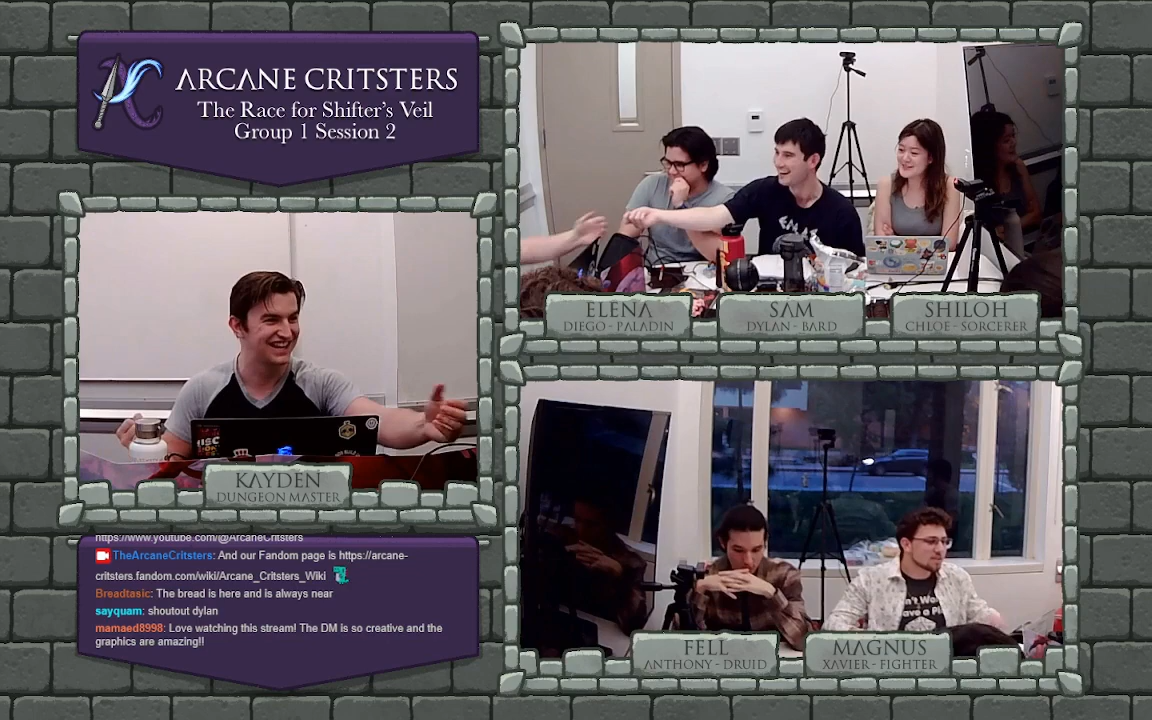 ARCANE CRITSTERS
The Race for Shifter's Veil
Group 1 Session 2
ELENA
DIEGO - PALADIN
SAM
DYLAN - BARD
SHILOH
CHLOE - SORCERER
KAYDEN
DUNGEON MASTER
https://www.youtube.com/@ArcaneCritsters
TheArcaneCritsters: And our Fandom page is https://arcane-
critsters.fandom.com/wiki/Arcane_Critsters_Wiki
Breadtasic: The bread is here and is always near
sayquam: shoutout dylan
mamaed8998: Love watching this stream! The DM is so creative and the
graphics are amazing!!
FELL
ANTHONY - DRUID
MAGNUS
XAVIER - FIGHTER